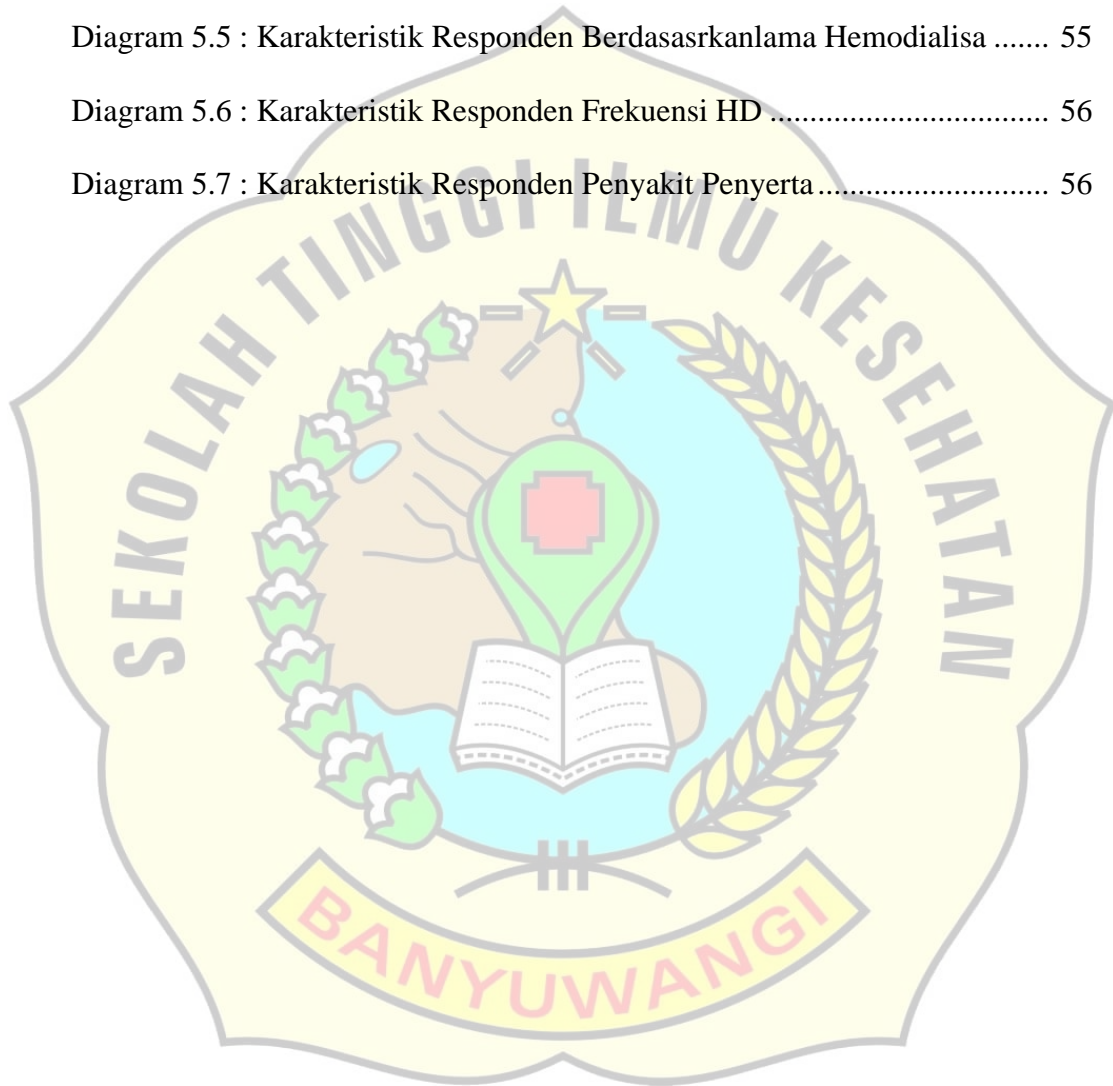 Diagram 5.5 : Karakteristik Responden Berdasasrkanlama Hemodialisa ....... 55
Diagram 5.6 : Karakteristik Responden Frekuensi HD .................................. 56
Diagram 5.7 : Karakteristik Responden Penyakit Penyerta ............................ 56
SEKOLAH TINGGI ILMU KESEHATAN
BANYUWANGI